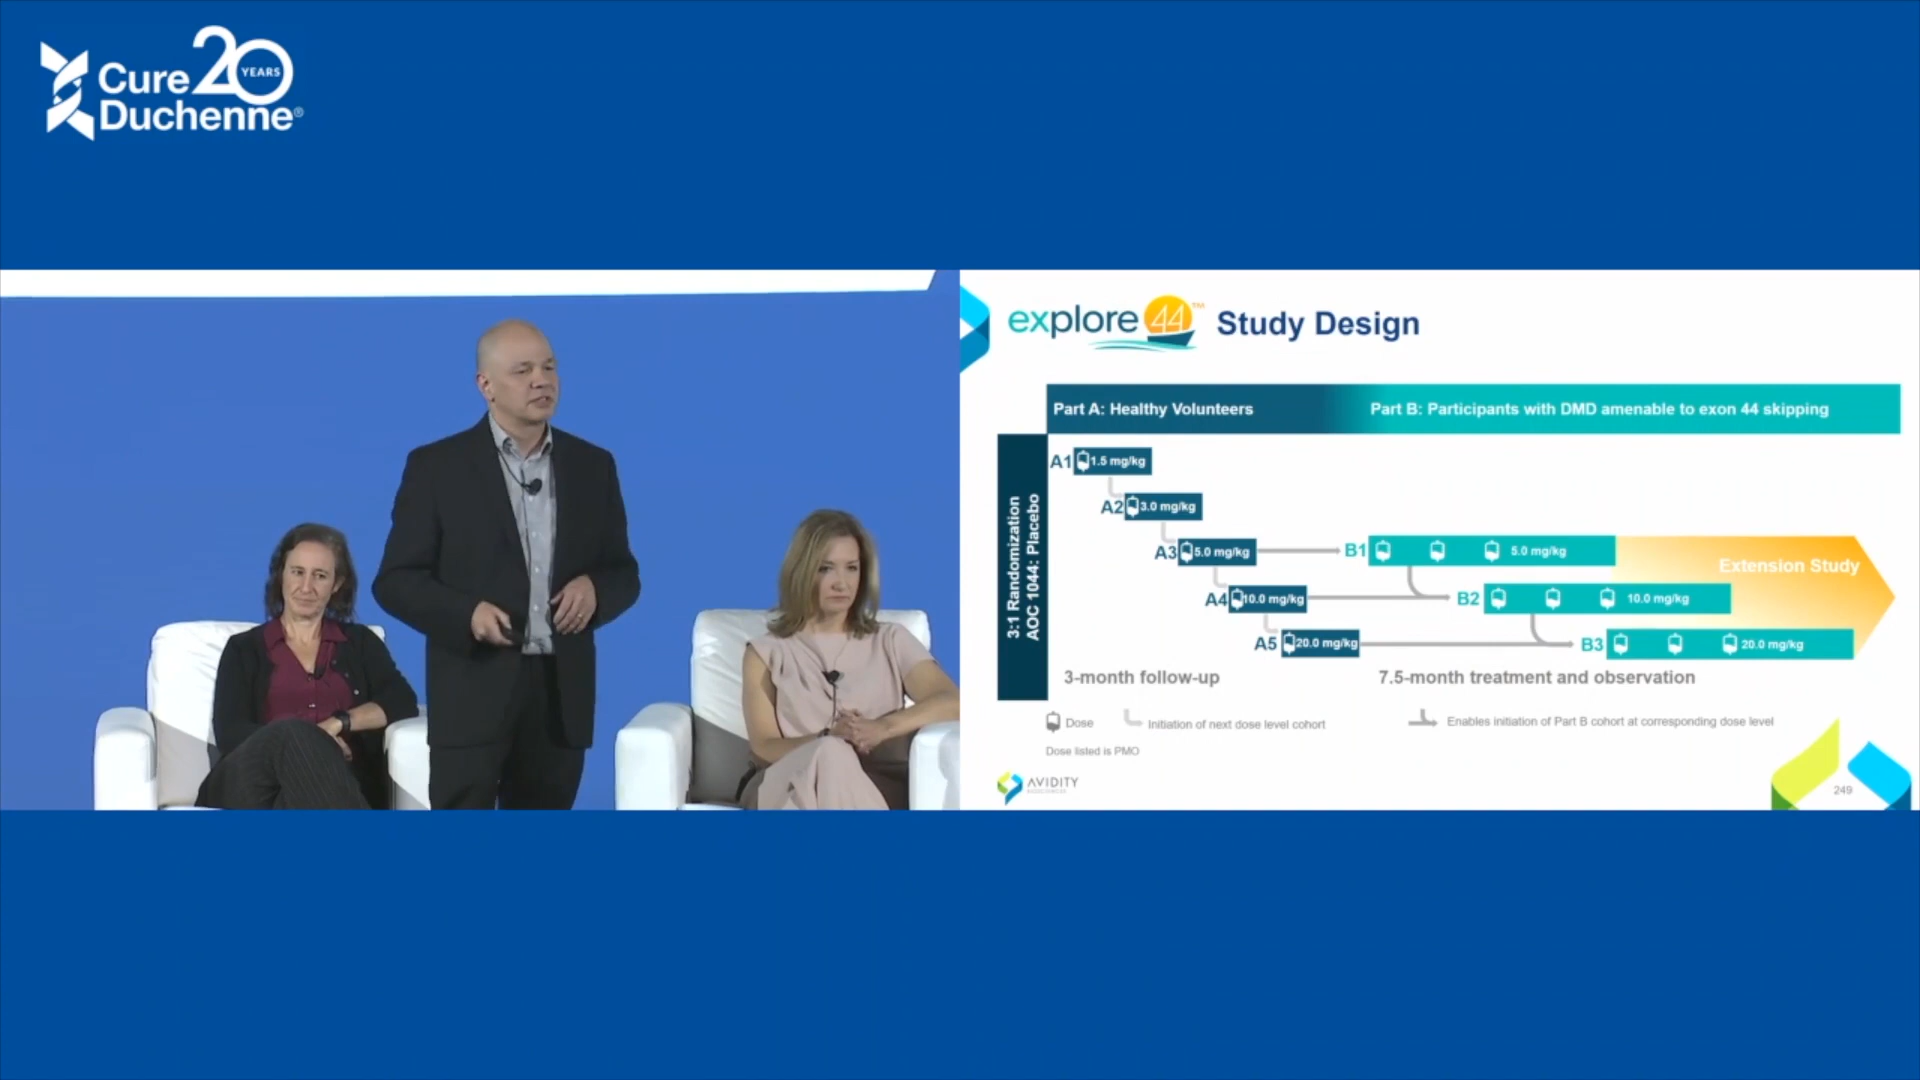 Cure 20 YEARS
Duchenne®
explore 44™ Study Design
Part A: Healthy Volunteers
Part B: Participants with DMD amenable to exon 44 skipping
3:1 Randomization
AOC 1044: Placebo
A1 1.5 mg/kg
A2 3.0 mg/kg
A3 5.0 mg/kg
B1 5.0 mg/kg
Extension Study
A4 10.0 mg/kg
B2 10.0 mg/kg
A5 20.0 mg/kg
B3 20.0 mg/kg
3-month follow-up
7.5-month treatment and observation
Dose
Initiation of next dose level cohort
Enables initiation of Part B cohort at corresponding dose level
Dose listed is PMO
AVIDITY
249